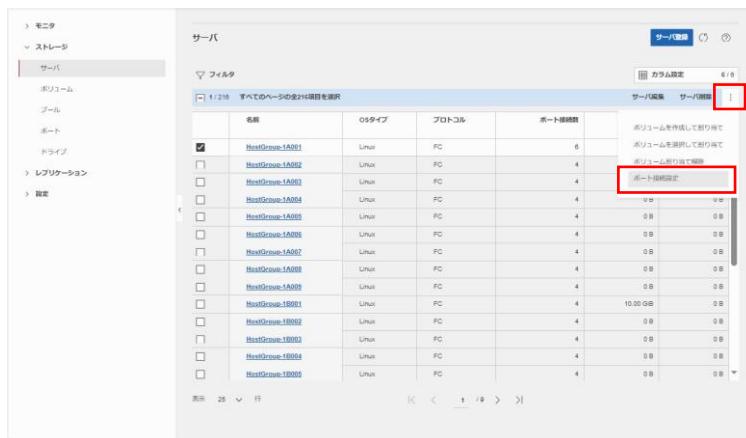 モニタ
ストレージ
サーバ
ボリューム
プール
ポート
ドライブ
レプリケーション
設定
サーバ
サーバ登録
フィルタ
カラム設定 6 / 6
1 / 216 すべてのページの全216項目を選択 サーバ編集 サーバ削除
名前 OSタイプ プロトコル ポート接続数
ボリュームを作成して割り当て
ボリュームを選択して割り当て
ボリューム割り当て解除
ポート接続設定
HostGroup-1A001 Linux FC 6
HostGroup-1A002 Linux FC 4
HostGroup-1A003 Linux FC 4
HostGroup-1A004 Linux FC 4 0 B 0 B
HostGroup-1A005 Linux FC 4 0 B 0 B
HostGroup-1A006 Linux FC 4 0 B 0 B
HostGroup-1A007 Linux FC 4 0 B 0 B
HostGroup-1A008 Linux FC 4 0 B 0 B
HostGroup-1A009 Linux FC 4 0 B 0 B
HostGroup-1B001 Linux FC 4 10.00 GiB 0 B
HostGroup-1B002 Linux FC 4 0 B 0 B
HostGroup-1B003 Linux FC 4 0 B 0 B
HostGroup-1B004 Linux FC 4 0 B 0 B
HostGroup-1B005 Linux FC 4 0 B 0 B
表示 25 行 1 / 9